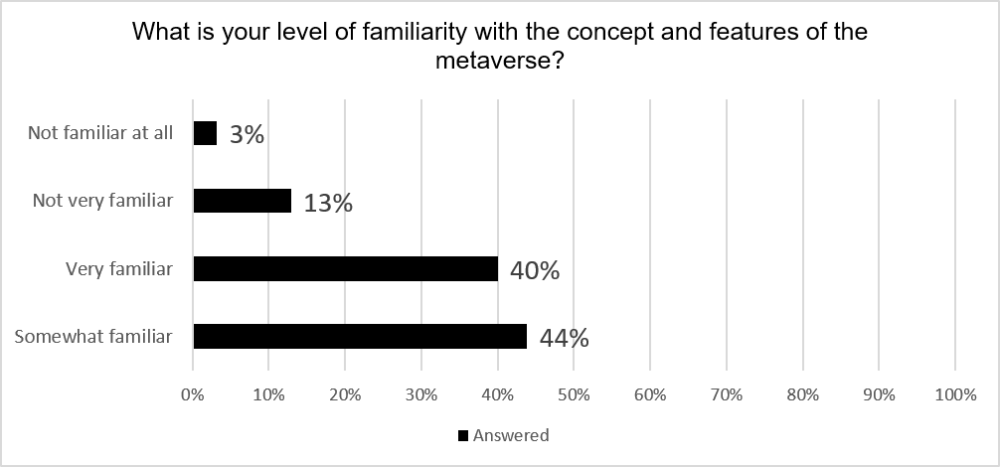 What is your level of familiarity with the concept and features of the
metaverse?
Not familiar at all 3%
Not very familiar 13%
Very familiar 40%
Somewhat familiar 44%
0% 10% 20% 30% 40% 50% 60% 70% 80% 90% 100%
Answered